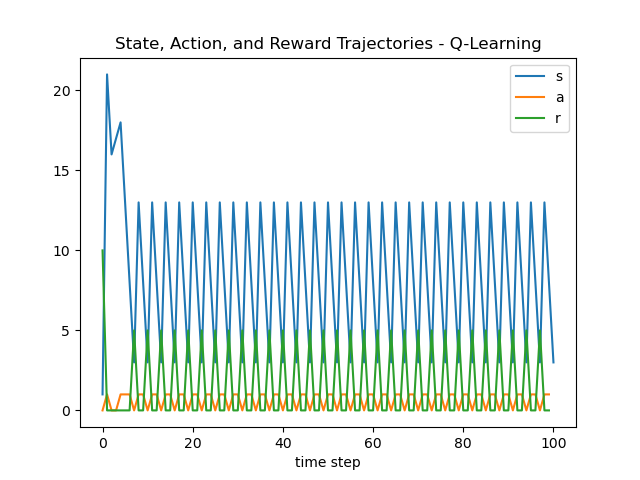 State, Action, and Reward Trajectories - Q-Learning
s
a
r
20
15
10
5
0
0 20 40 60 80 100
time step